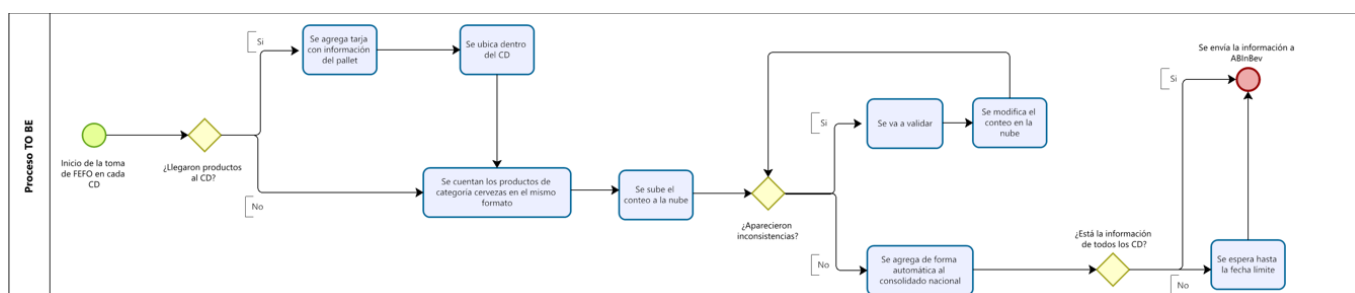 Proceso TO BE
Inicio de la toma
de FEFO en cada
CD
¿Llegaron productos
al CD?
Si
Se agrega tarja
con información
del pallet
Se ubica dentro
del CD
No
Se cuentan los productos de
categoría cervezas en el mismo
formato
Se sube el
conteo a la nube
¿Aparecieron
inconsistencias?
Si
Se va a validar
Se modifica el
conteo en la
nube
No
Se agrega de forma
automática al
consolidado nacional
¿Está la información
de todos los CD?
Si
Se envía la información a
ABInBev
No
Se espera hasta
la fecha límite